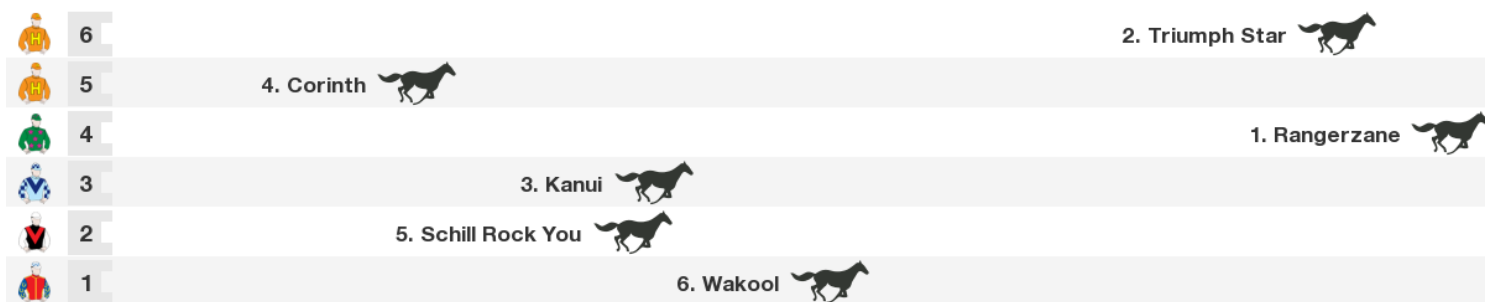 H 6 2. Triumph Star
H 5 4. Corinth
4 1. Rangerzane
3 3. Kanui
2 5. Schill Rock You
1 6. Wakool